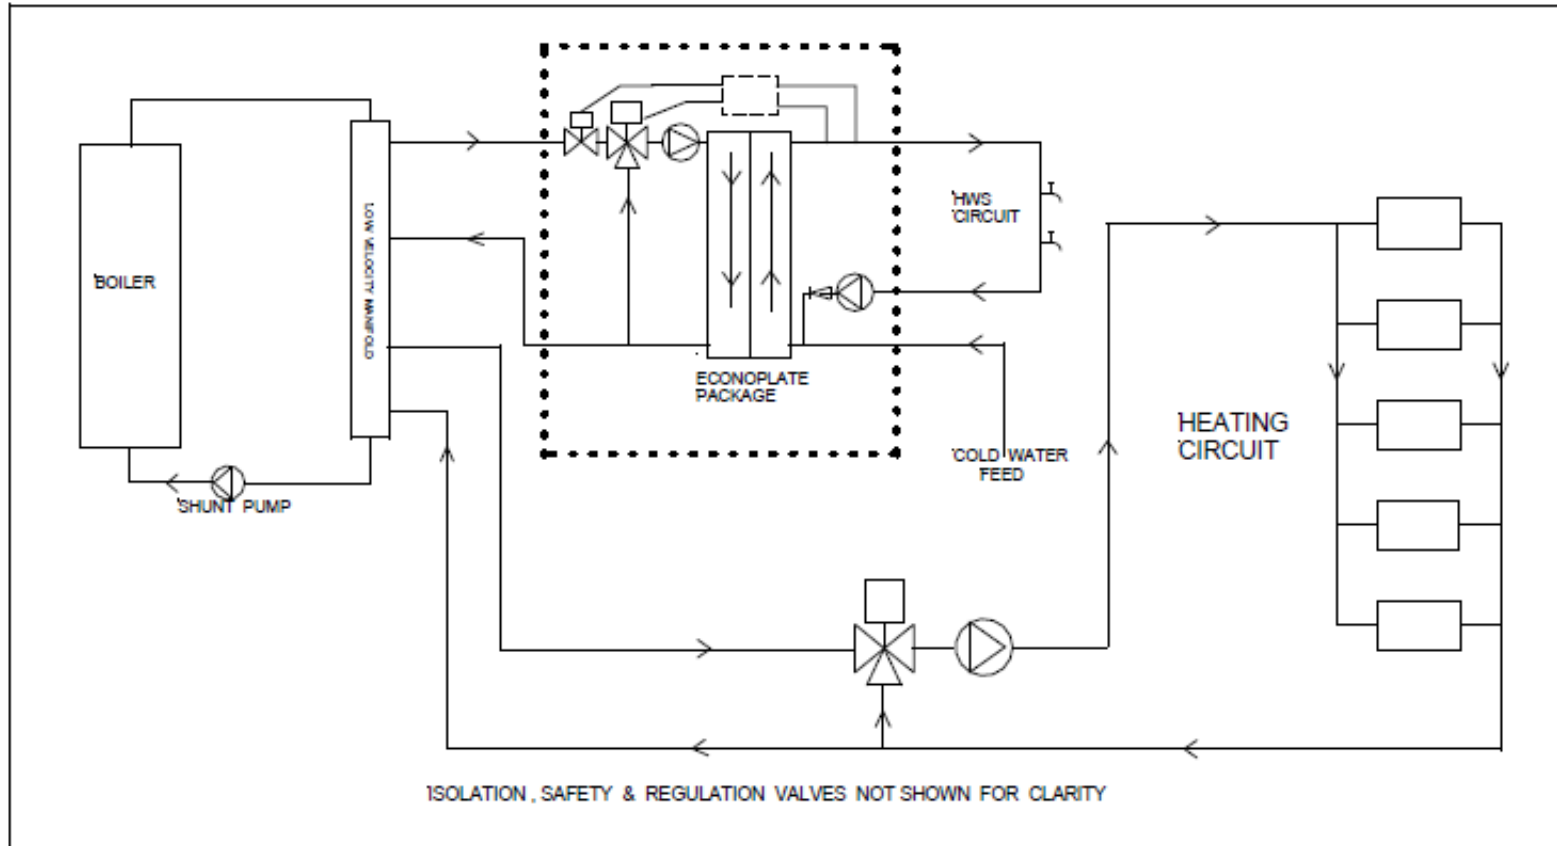 BOILER
LOW VELOCITY MANIFOLD
SHUNT PUMP
ECONOPLATE
PACKAGE
HWS
CIRCUIT
COLD WATER
FEED
HEATING
CIRCUIT
ISOLATION , SAFETY & REGULATION VALVES NOT SHOWN FOR CLARITY